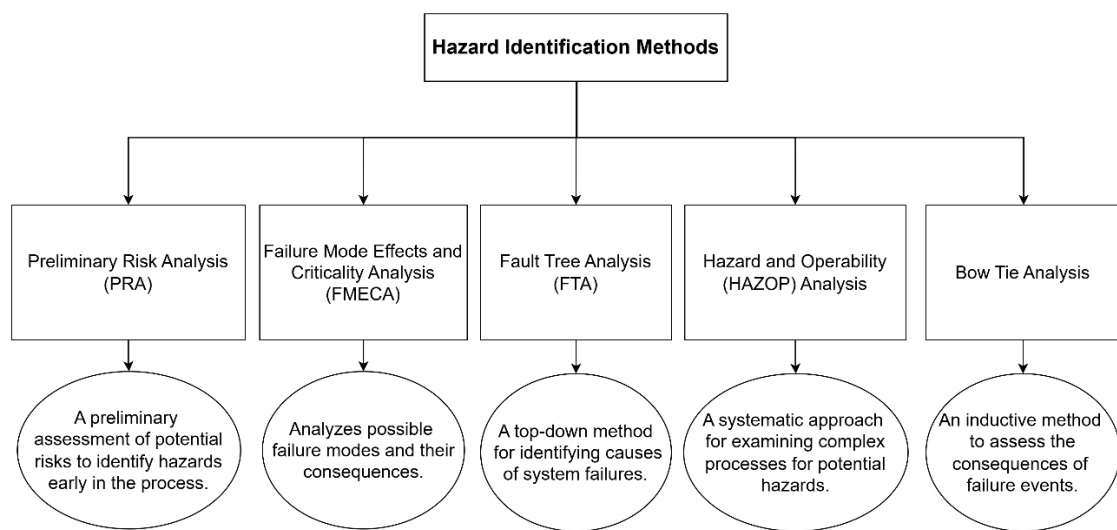 Hazard Identification Methods
Preliminary Risk Analysis
(PRA)
Failure Mode Effects and
Criticality Analysis
(FMECA)
Fault Tree Analysis
(FTA)
Hazard and Operability
(HAZOP) Analysis
Bow Tie Analysis
A preliminary
assessment of potential
risks to identify hazards
early in the process.
Analyzes possible
failure modes and their
consequences.
A top-down method
for identifying causes
of system failures.
A systematic approach
for examining complex
processes for potential
hazards.
An inductive method
to assess the
consequences of
failure events.